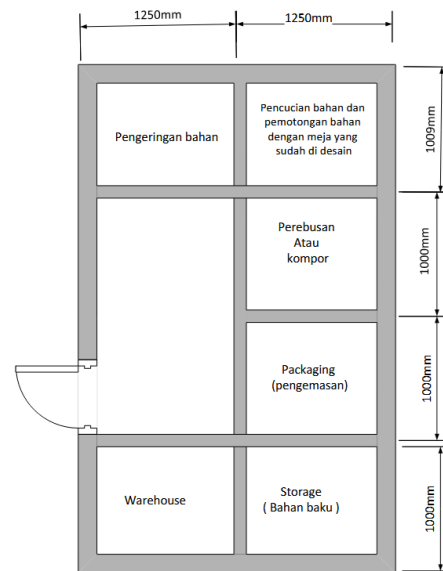 1250mm
1250mm
Pengeringan bahan
Pencucian bahan dan
pemotongan bahan
dengan meja yang
sudah di desain
1009mm
Perebusan
Atau
kompor
1000mm
Packaging
(pengemasan)
1000mm
Warehouse
Storage
( Bahan baku )
1000mm